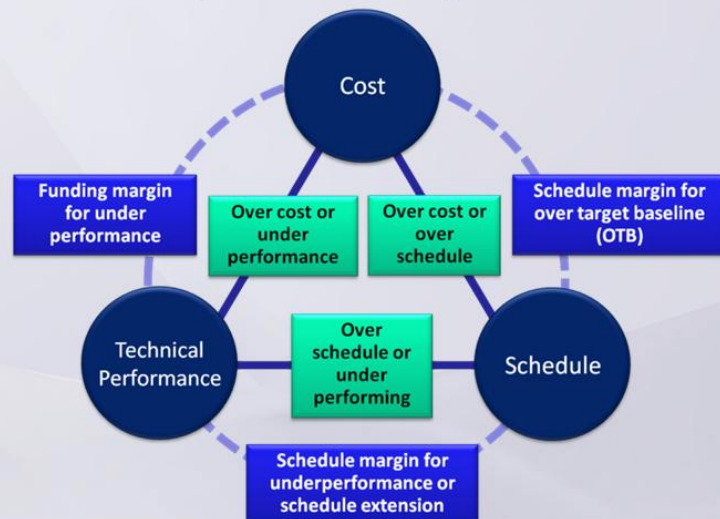 Cost
Funding margin
for under
performance
Over cost or
under
performance
Over cost or
over
schedule
Schedule margin for
over target baseline
(OTB)
Technical
Performance
Over
schedule or
under
performing
Schedule
Schedule margin for
underperformance or
schedule extension